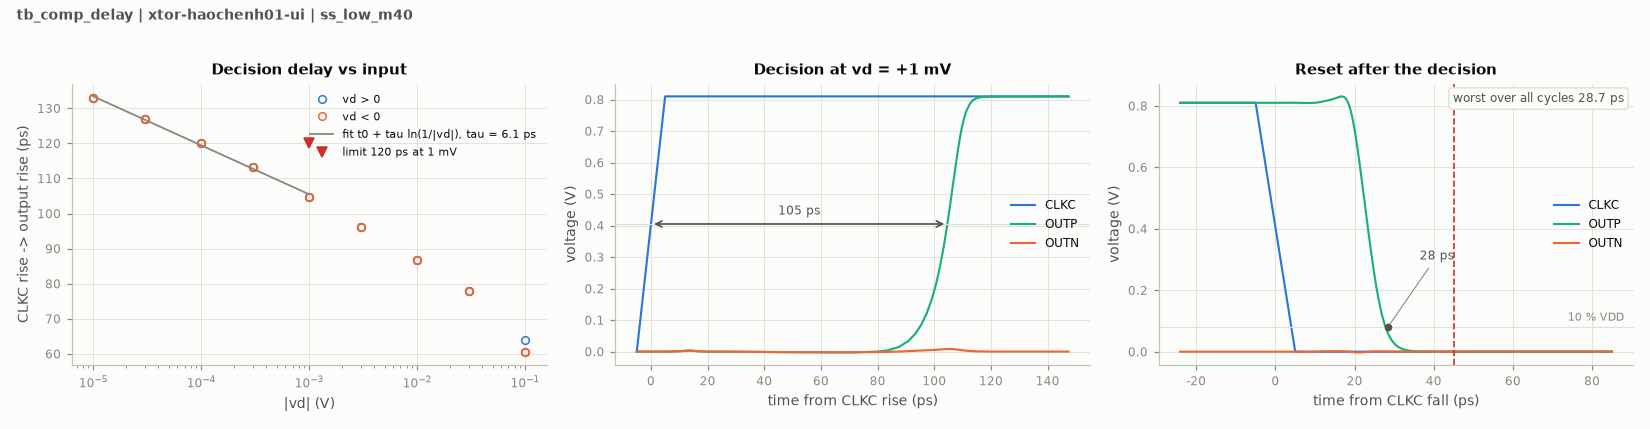 tb_comp_delay | xtor-haochenh01-ui | ss_low_m40
Decision delay vs input
CLKC rise -> output rise (ps)
130
120
110
100
90
80
70
60
vd > 0
vd < 0
fit t0 + tau ln(1/|vd|), tau = 6.1 ps
limit 120 ps at 1 mV
10⁻⁵
10⁻⁴
10⁻³
10⁻²
10⁻¹
|vd| (V)
Decision at vd = +1 mV
voltage (V)
0.8
0.7
0.6
0.5
0.4
0.3
0.2
0.1
0.0
105 ps
CLKC
OUTP
OUTN
0
20
40
60
80
100
120
140
time from CLKC rise (ps)
Reset after the decision
voltage (V)
0.8
0.6
0.4
0.2
0.0
worst over all cycles 28.7 ps
CLKC
OUTP
OUTN
28 ps
10 % VDD
-20
0
20
40
60
80
time from CLKC fall (ps)